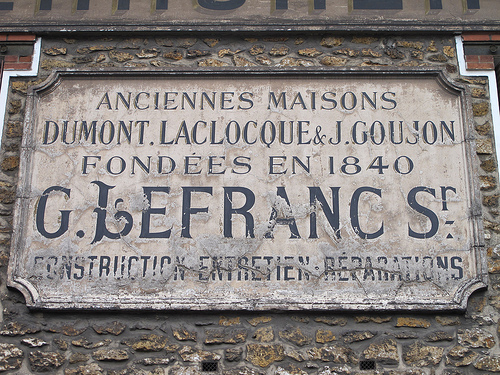 ANCIENNES MAISONS
DUMONT. LACLOCQUE & J. GOUJON
FONDÉES EN 1840
G. LEFRANC Sr.
CONSTRUCTION · ENTRETIEN · RÉPARATIONS